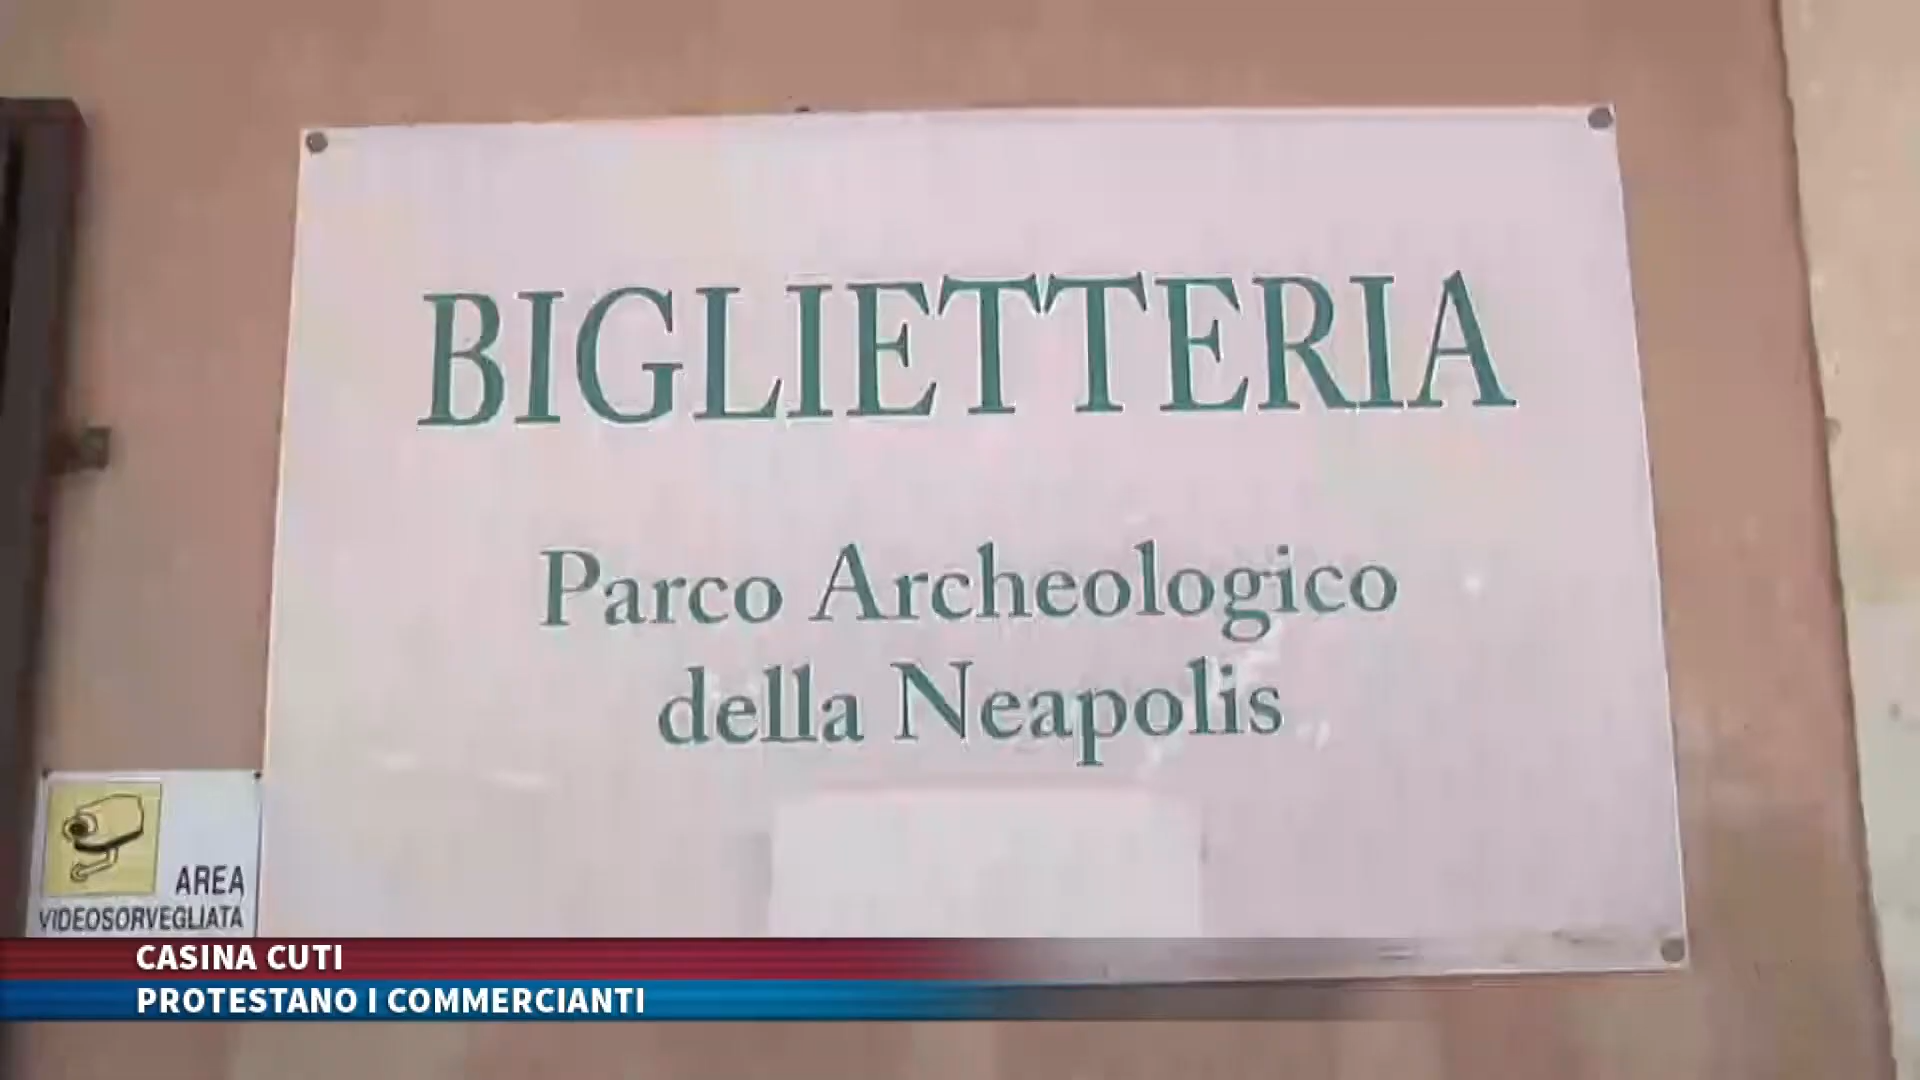 BIGLIETTERIA
Parco Archeologico
della Neapolis
AREA
VIDEOSORVEGLIATA
CASINA CUTI
PROTESTANO I COMMERCIANTI